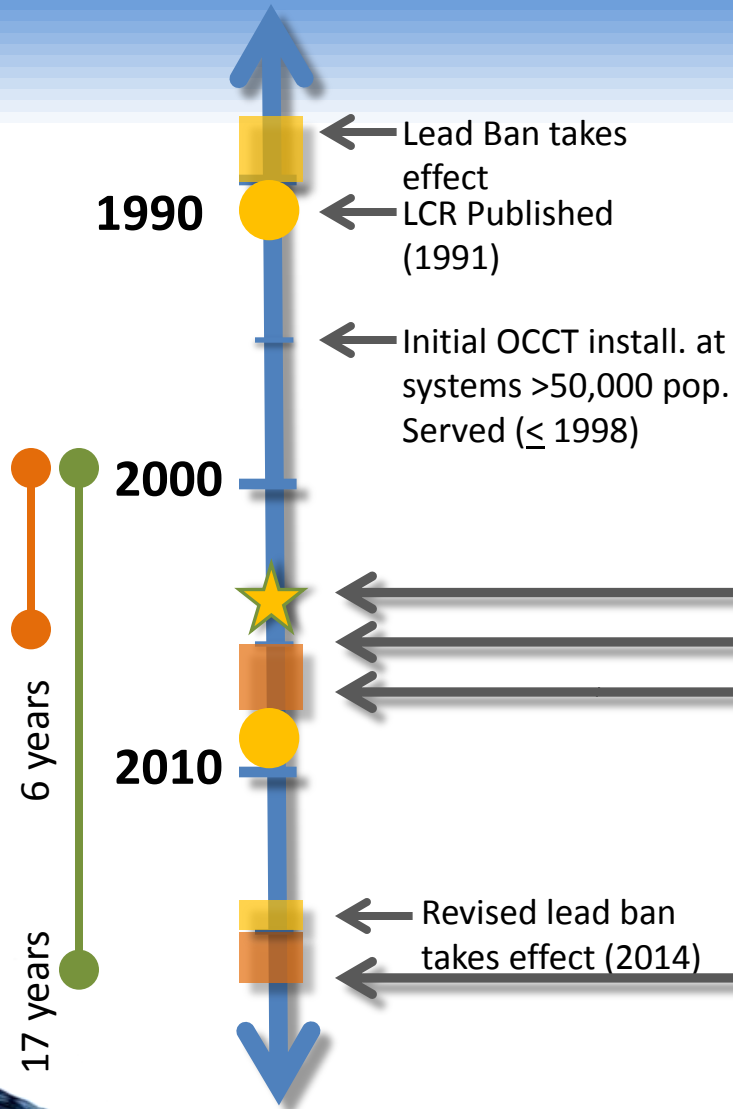 Lead Ban takes
effect
1990
LCR Published
(1991)
Initial OCCT install. at
systems >50,000 pop.
Served (≤ 1998)
2000
6 years
2010
17 years
Revised lead ban
takes effect (2014)